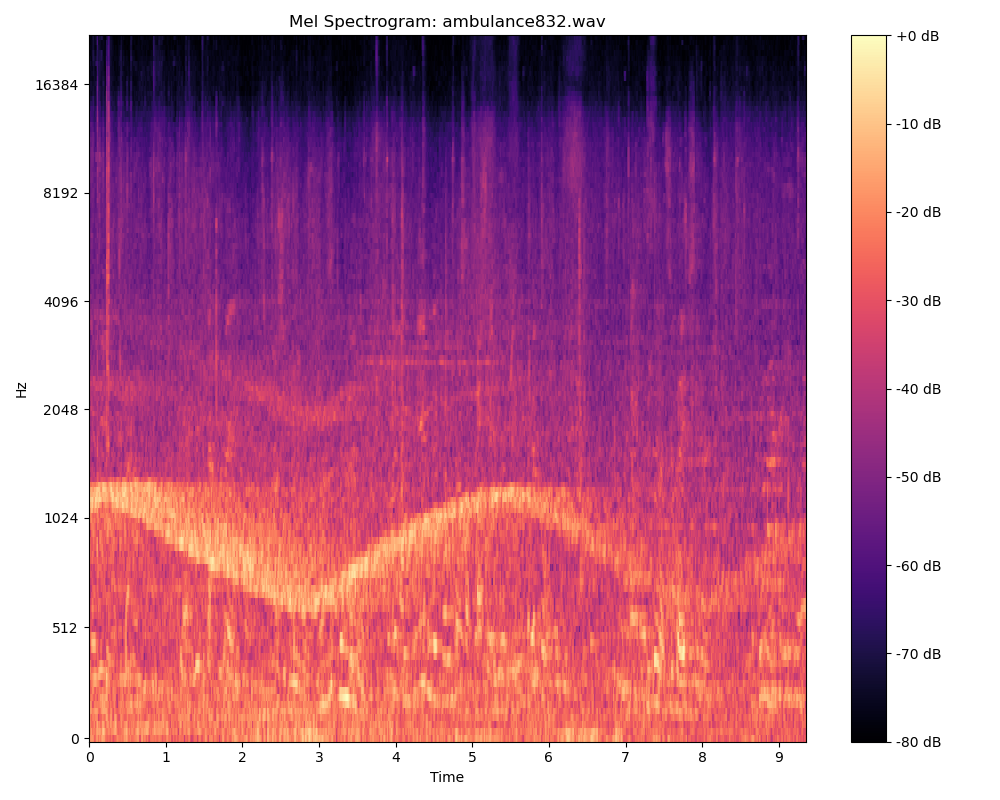 Mel Spectrogram: ambulance832.wav
+0 dB
16384
-10 dB
8192
-20 dB
4096
-30 dB
Hz
2048
-40 dB
1024
-50 dB
512
-60 dB
-70 dB
0
-80 dB
0 1 2 3 4 5 6 7 8 9
Time